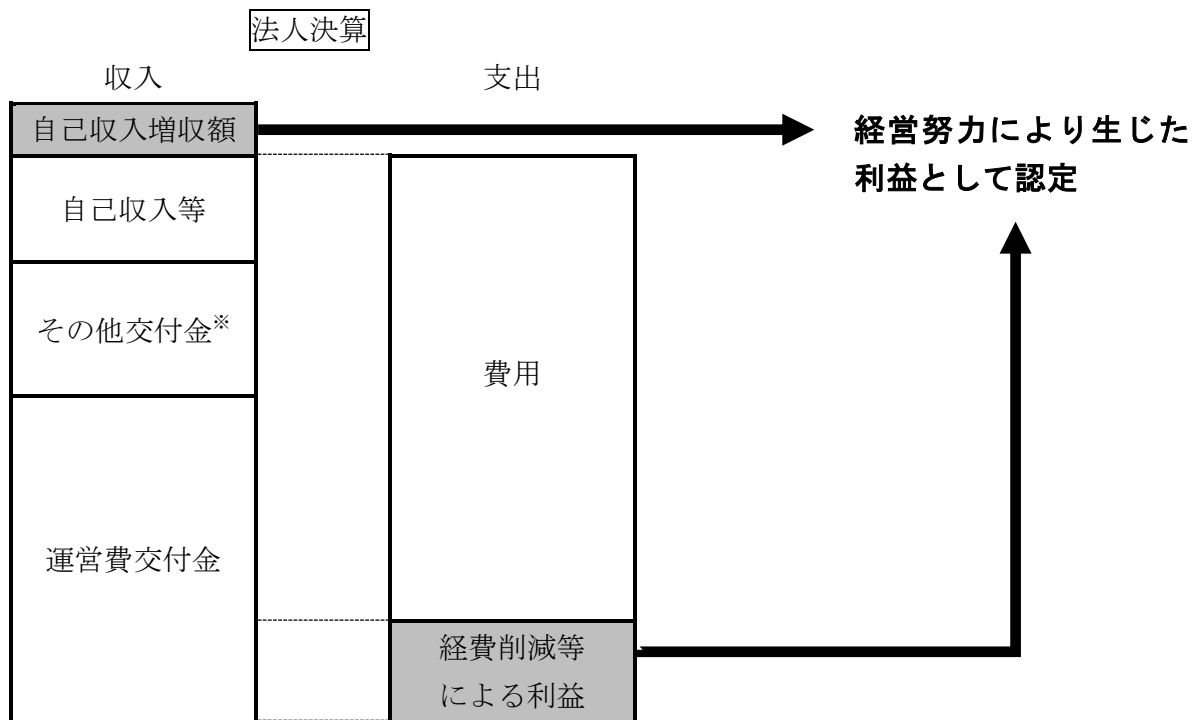 法人決算
収入
支出
自己収入増収額
経営努力により生じた
利益として認定
自己収入等
その他交付金※
費用
運営費交付金
経費削減等
による利益